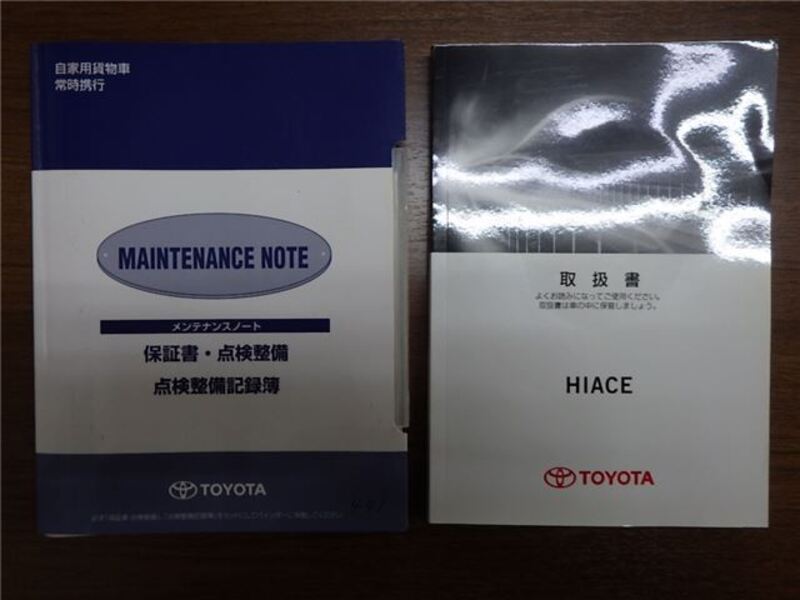 自家用貨物車
常時携行
MAINTENANCE NOTE
メンテナンスノート
保証書・点検整備
点検整備記録簿
TOYOTA
取扱書
よくお読みになってご使用ください。
取扱書は車の中に保管しましょう。
HIACE
TOYOTA